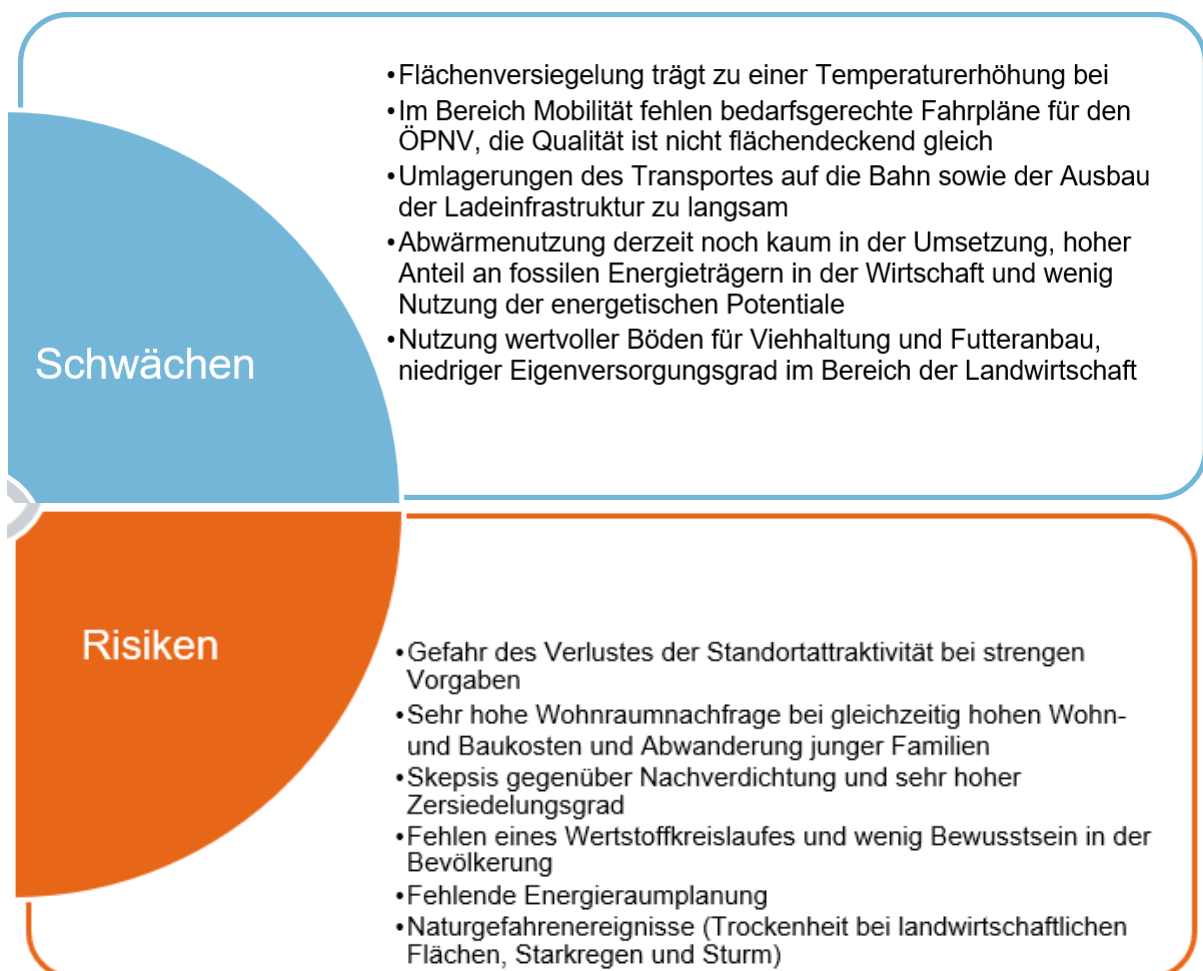 Schwächen
•Flächenversiegelung trägt zu einer Temperaturerhöhung bei
•Im Bereich Mobilität fehlen bedarfsgerechte Fahrpläne für den
ÖPNV, die Qualität ist nicht flächendeckend gleich
•Umlagerungen des Transportes auf die Bahn sowie der Ausbau
der Ladeinfrastruktur zu langsam
•Abwärmenutzung derzeit noch kaum in der Umsetzung, hoher
Anteil an fossilen Energieträgern in der Wirtschaft und wenig
Nutzung der energetischen Potentiale
•Nutzung wertvoller Böden für Viehhaltung und Futteranbau,
niedriger Eigenversorgungsgrad im Bereich der Landwirtschaft
Risiken
•Gefahr des Verlustes der Standortattraktivität bei strengen
Vorgaben
•Sehr hohe Wohnraumnachfrage bei gleichzeitig hohen Wohn-
und Baukosten und Abwanderung junger Familien
•Skepsis gegenüber Nachverdichtung und sehr hoher
Zersiedelungsgrad
•Fehlen eines Wertstoffkreislaufes und wenig Bewusstsein in der
Bevölkerung
•Fehlende Energieraumplanung
•Naturgefahrenereignisse (Trockenheit bei landwirtschaftlichen
Flächen, Starkregen und Sturm)